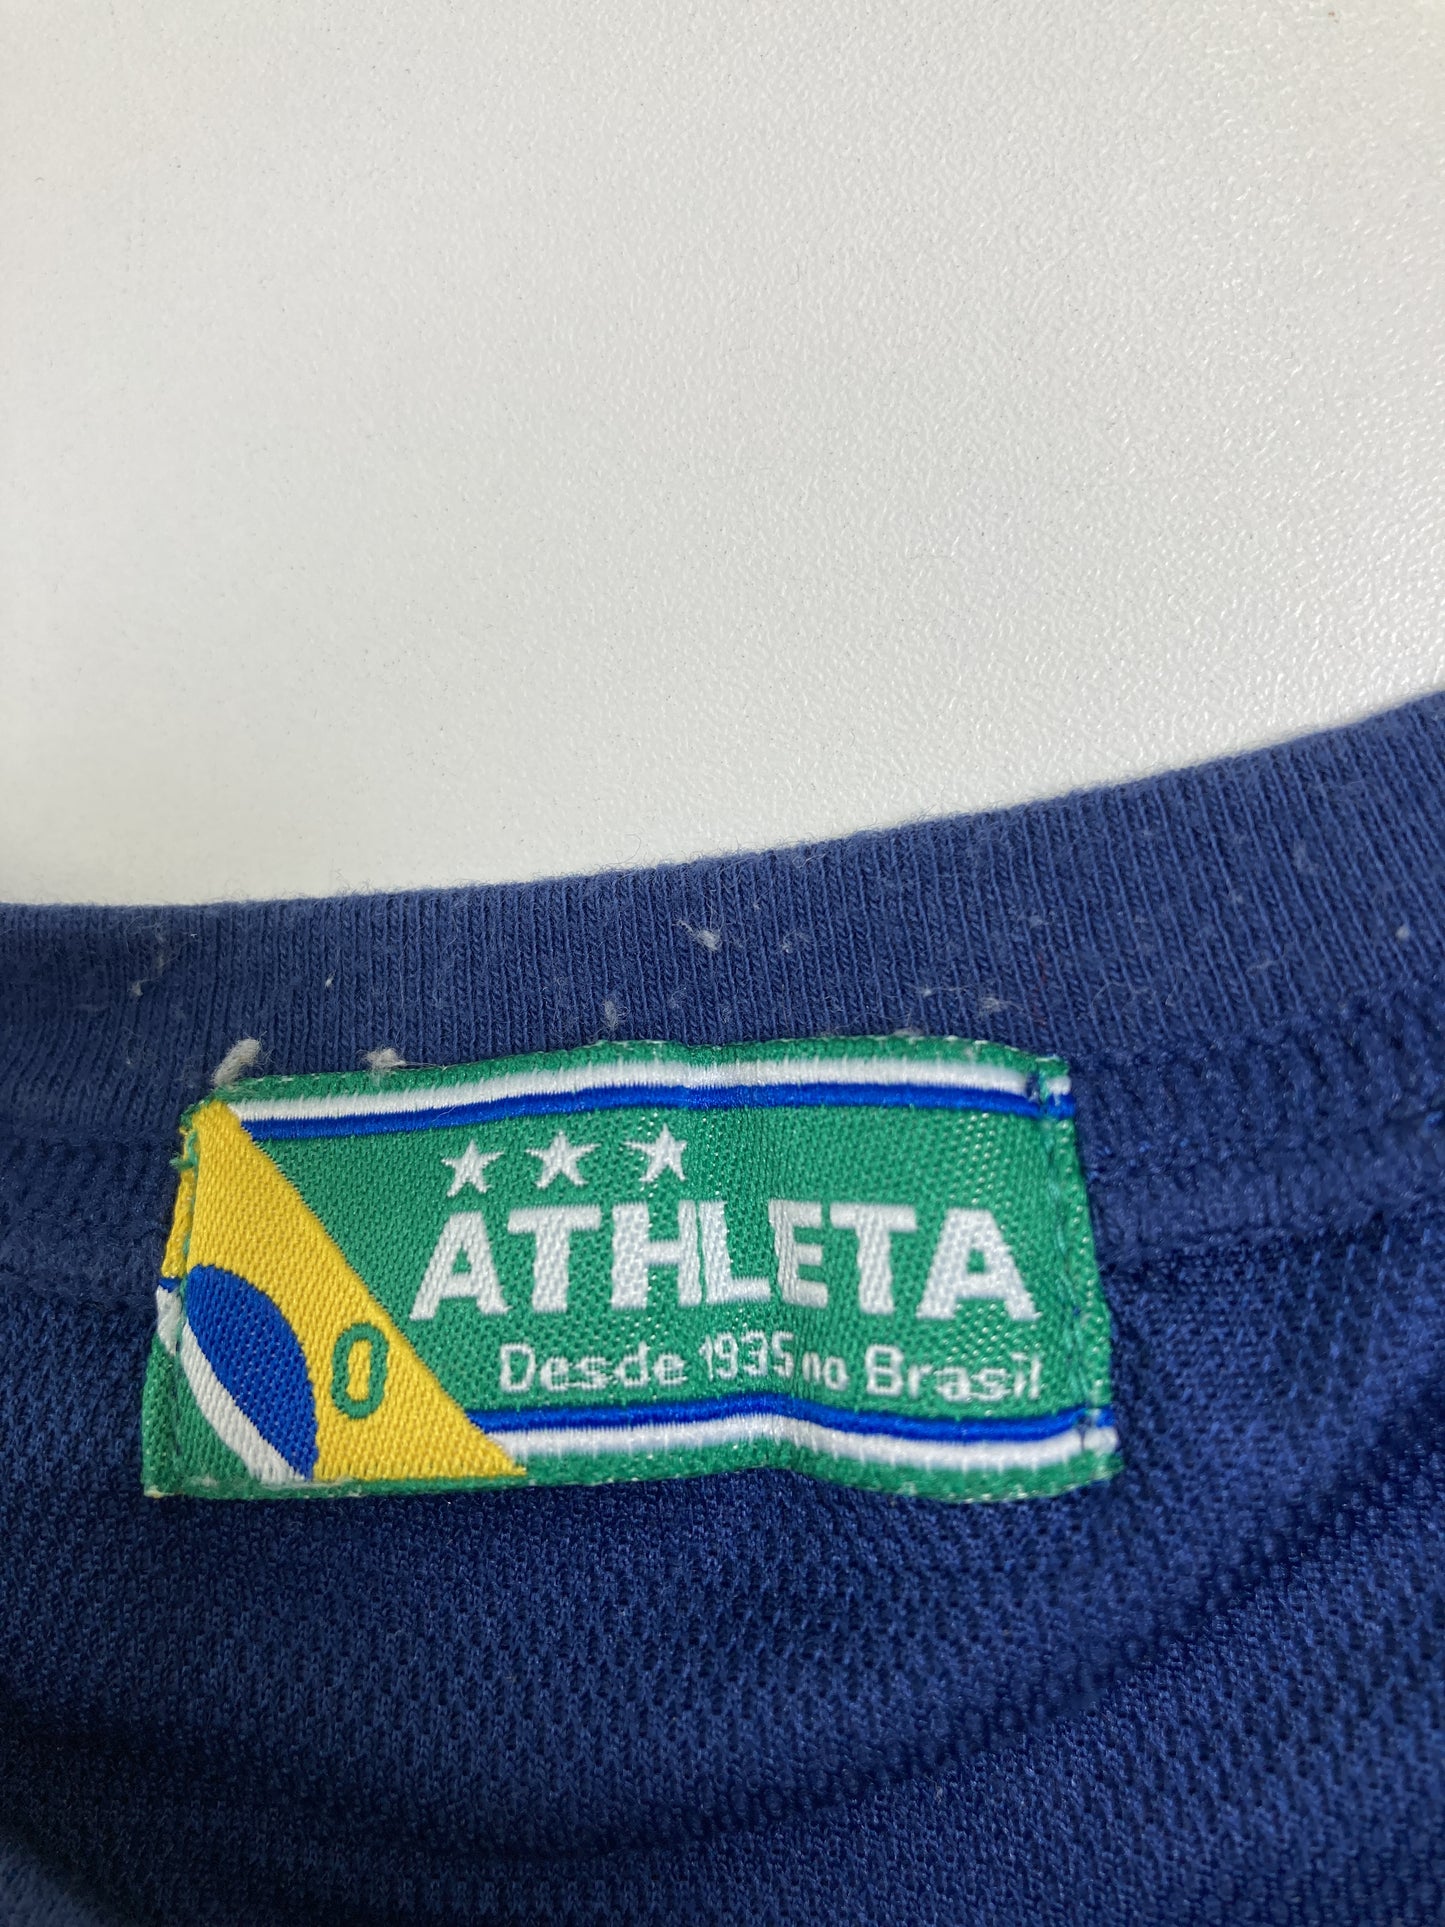 ATHLETA
Desde 1935 no Brasil
O